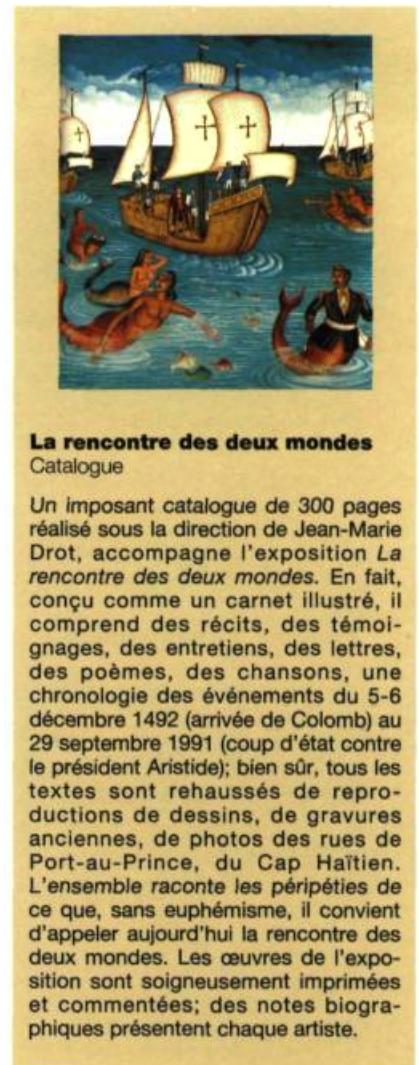 La rencontre des deux mondes
Catalogue
Un imposant catalogue de 300 pages
réalisé sous la direction de Jean-Marie
Drot, accompagne l'exposition La
rencontre des deux mondes. En fait,
conçu comme un carnet illustré, il
comprend des récits, des témoi-
gnages, des entretiens, des lettres,
des poèmes, des chansons, une
chronologie des événements du 5-6
décembre 1492 (arrivée de Colomb) au
29 septembre 1991 (coup d'état contre
le président Aristide); bien sûr, tous les
textes sont rehaussés de repro-
ductions de dessins, de gravures
anciennes, de photos des rues de
Port-au-Prince, du Cap Haïtien.
L'ensemble raconte les péripéties de
ce que, sans euphémisme, il convient
d'appeler aujourd'hui la rencontre des
deux mondes. Les œuvres de l'expo-
sition sont soigneusement imprimées
et commentées; des notes biogra-
phiques présentent chaque artiste.